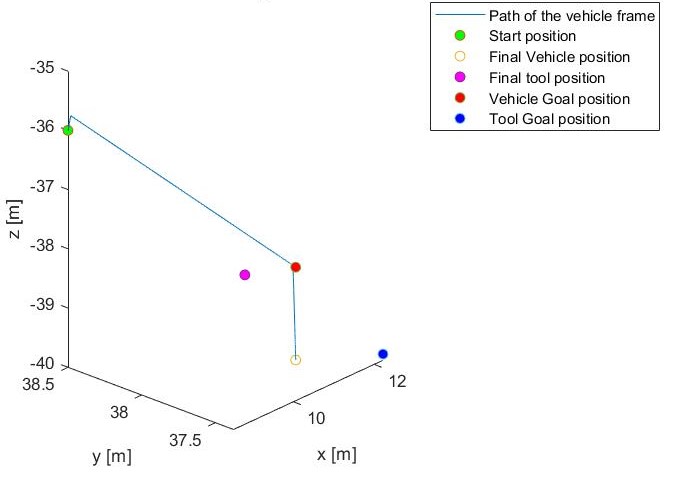 Path of the vehicle frame
Start position
Final Vehicle position
Final tool position
Vehicle Goal position
Tool Goal position
-35
-36
-37
-38
-39
-40
z [m]
38.5
38
37.5
y [m]
10
12
x [m]